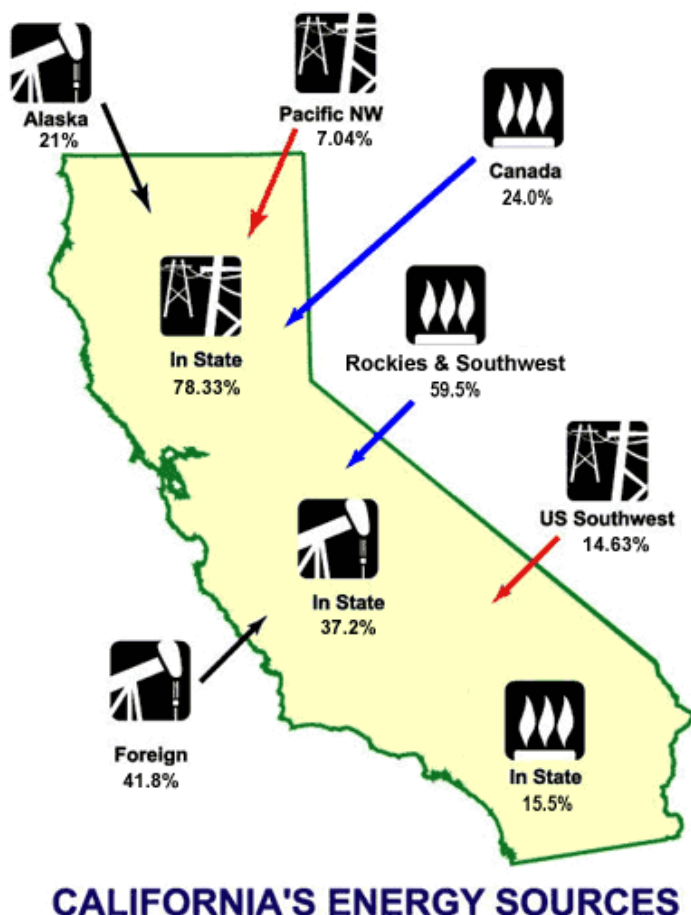 Alaska
21%
Pacific NW
7.04%
Canada
24.0%
In State
78.33%
Rockies & Southwest
59.5%
US Southwest
14.63%
In State
37.2%
Foreign
41.8%
In State
15.5%
CALIFORNIA'S ENERGY SOURCES